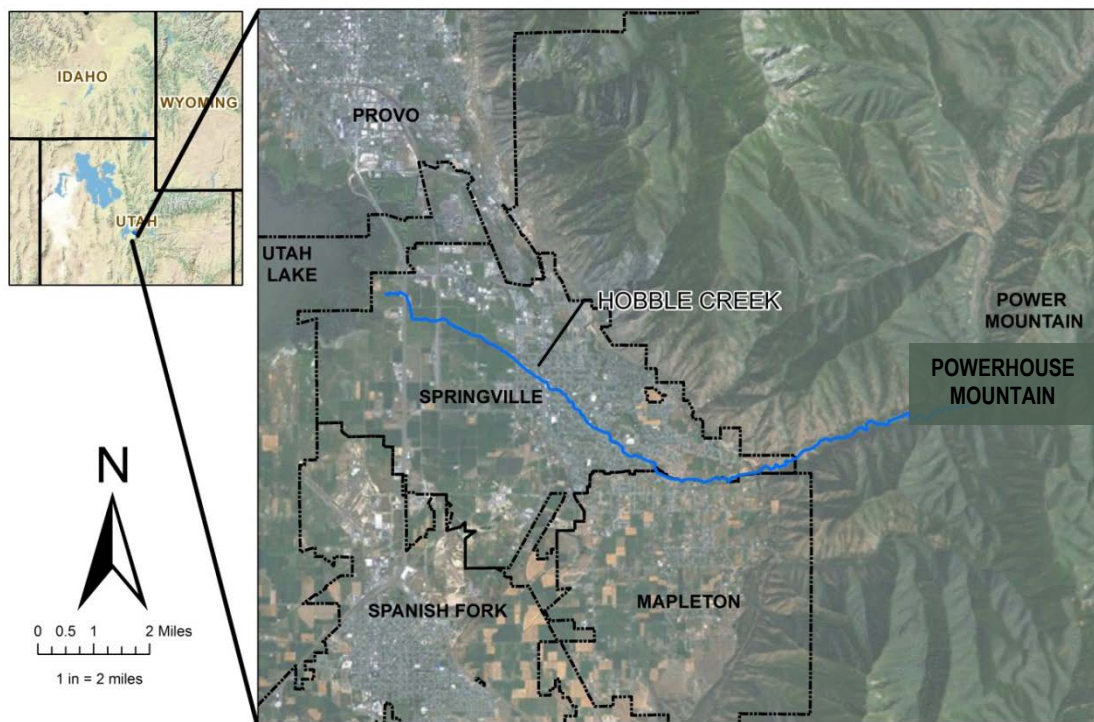 IDAHO
WYOMING
UTAH
PROVO
UTAH
LAKE
HOBBLE CREEK
POWER
MOUNTAIN
POWERHOUSE
MOUNTAIN
SPRINGVILLE
SPANISH FORK
MAPLETON
N
0 0.5 1 2 Miles
1 in = 2 miles